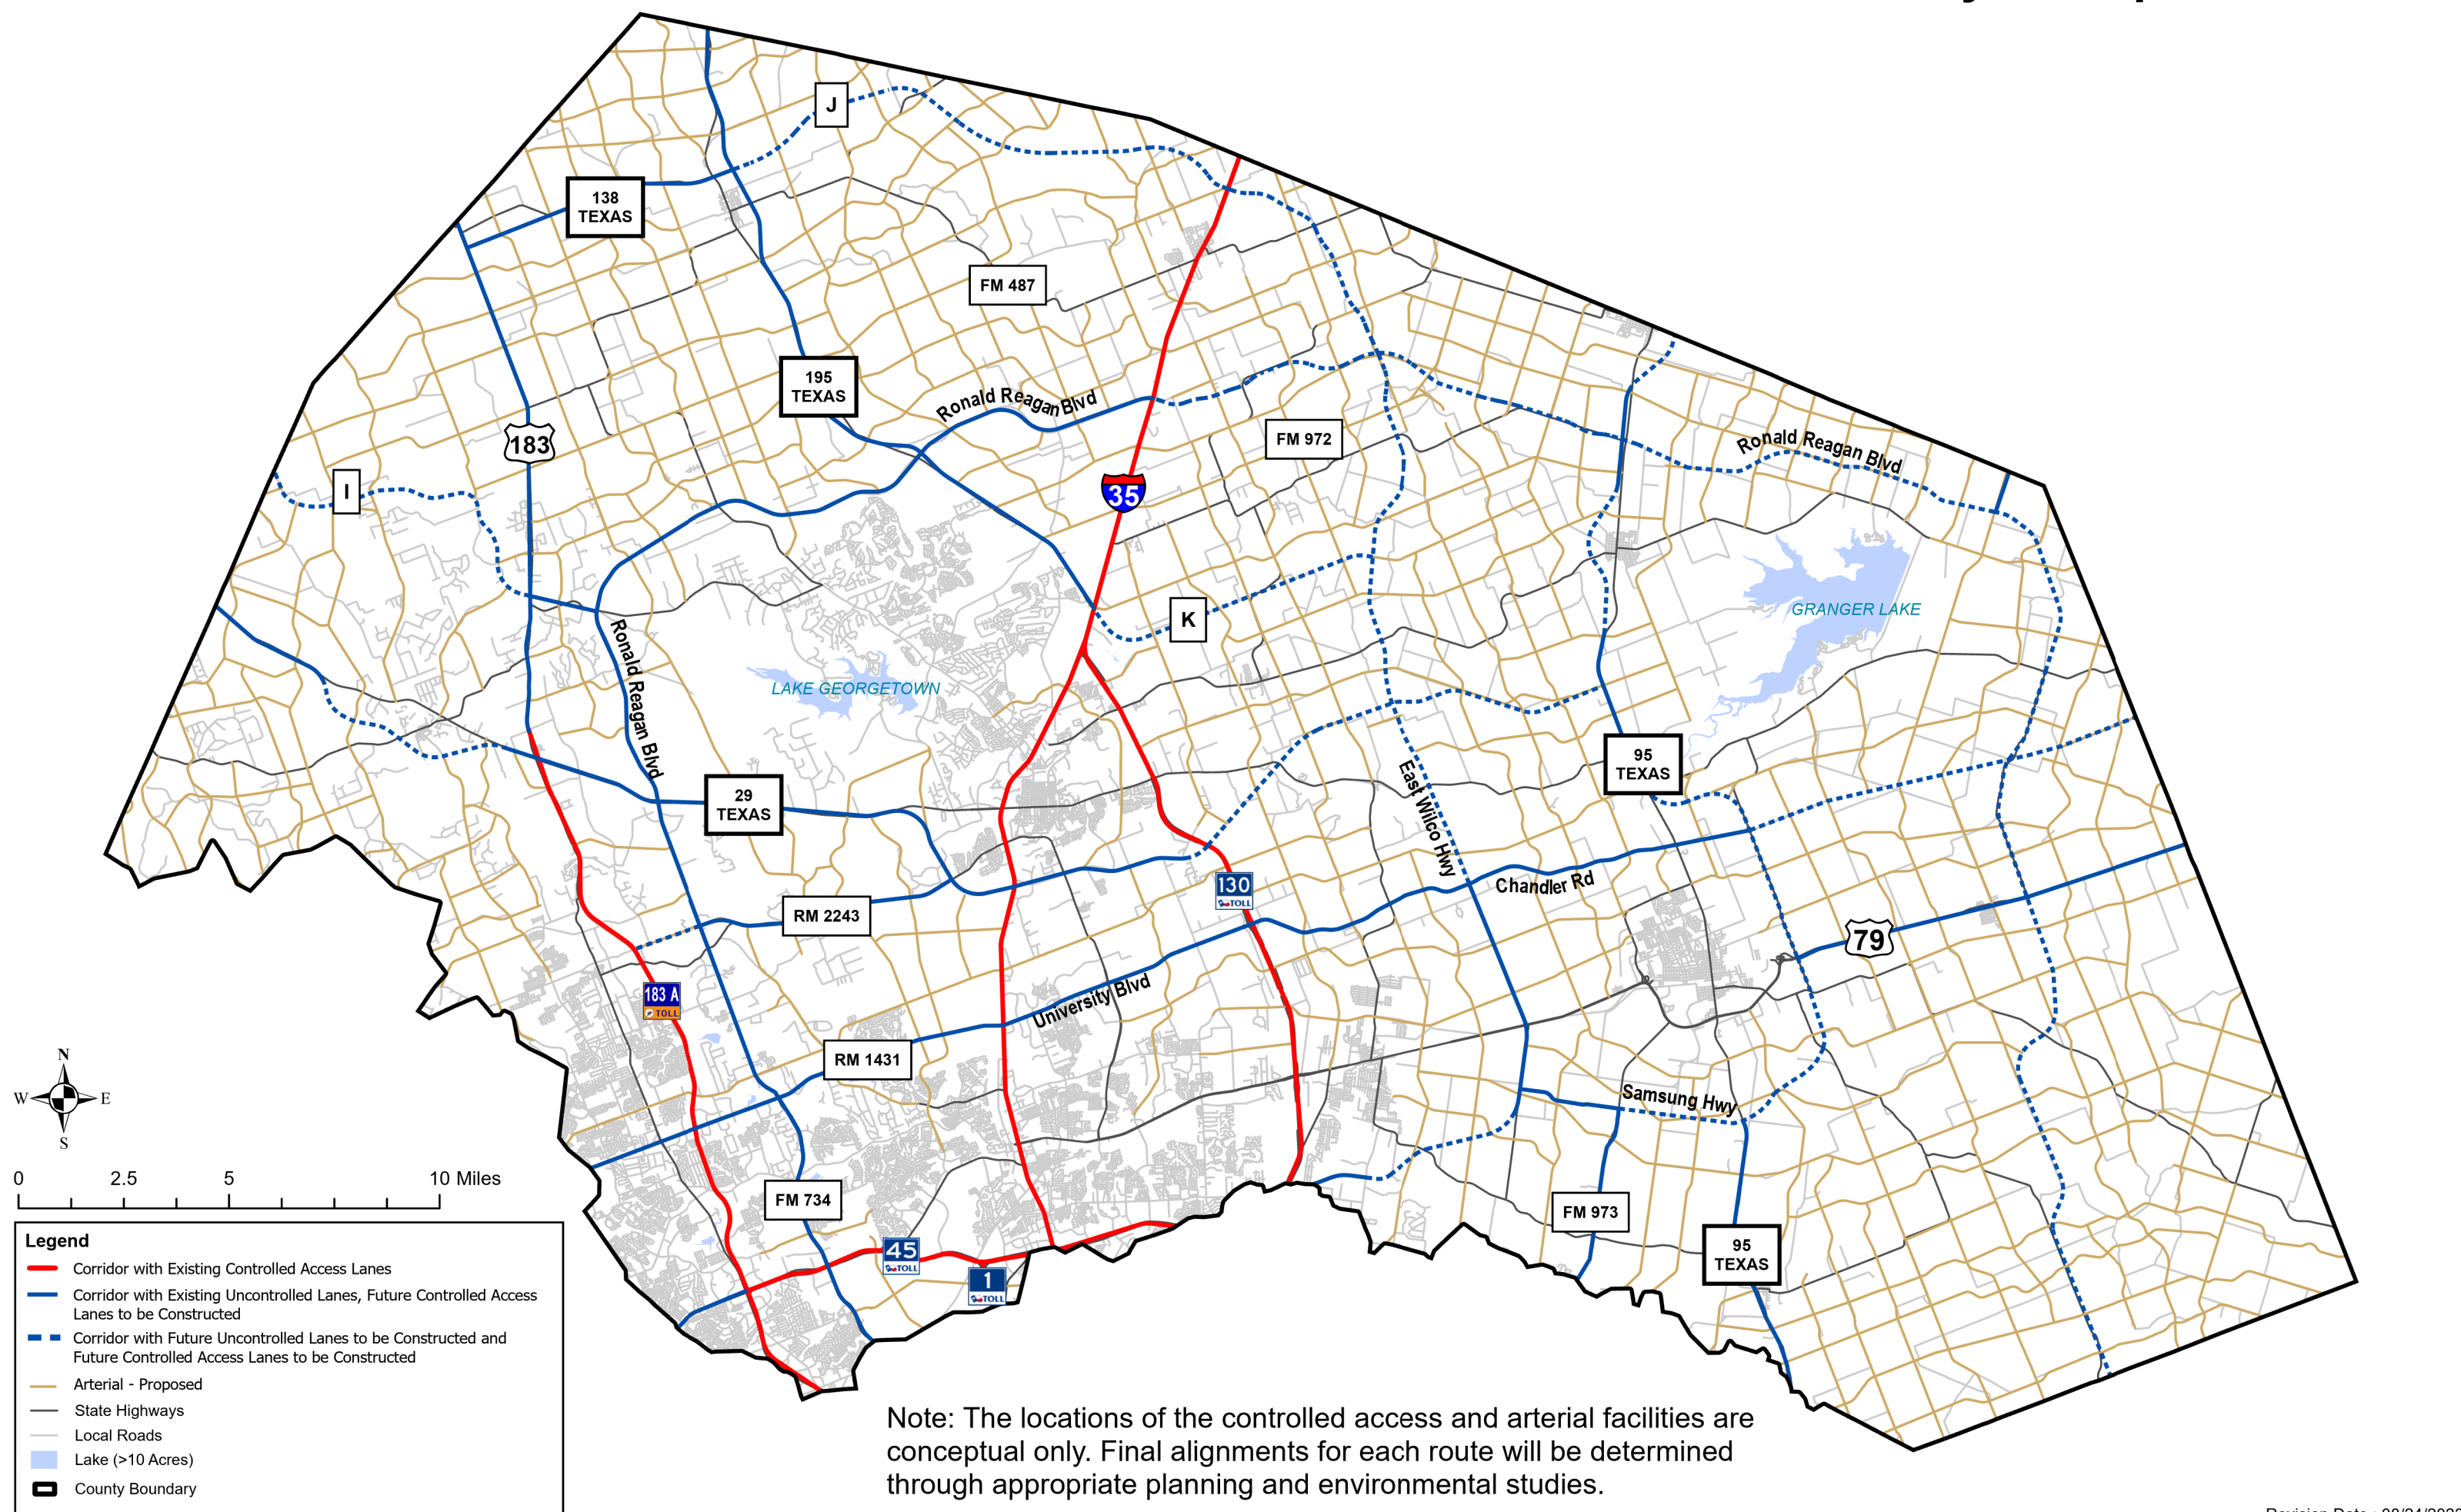 J
138
TEXAS
FM 487
195
TEXAS
Ronald Reagan Blvd
183
FM 972
Ronald Reagan Blvd
I
35
K
GRANGER LAKE
Ronald Reagan Blvd
LAKE GEORGETOWN
95
TEXAS
29
TEXAS
East Wilco Hwy
130
TOLL
Chandler Rd
RM 2243
79
183 A
TOLL
University Blvd
RM 1431
Samsung Hwy
FM 734
FM 973
45
TOLL
95
TEXAS
1
TOLL
N
W E
S
0 2.5 5 10 Miles
Legend
Corridor with Existing Controlled Access Lanes
Corridor with Existing Uncontrolled Lanes, Future Controlled Access
Lanes to be Constructed
Corridor with Future Uncontrolled Lanes to be Constructed and
Future Controlled Access Lanes to be Constructed
Arterial - Proposed
State Highways
Local Roads
Lake (>10 Acres)
County Boundary
Note: The locations of the controlled access and arterial facilities are
conceptual only. Final alignments for each route will be determined
through appropriate planning and environmental studies.